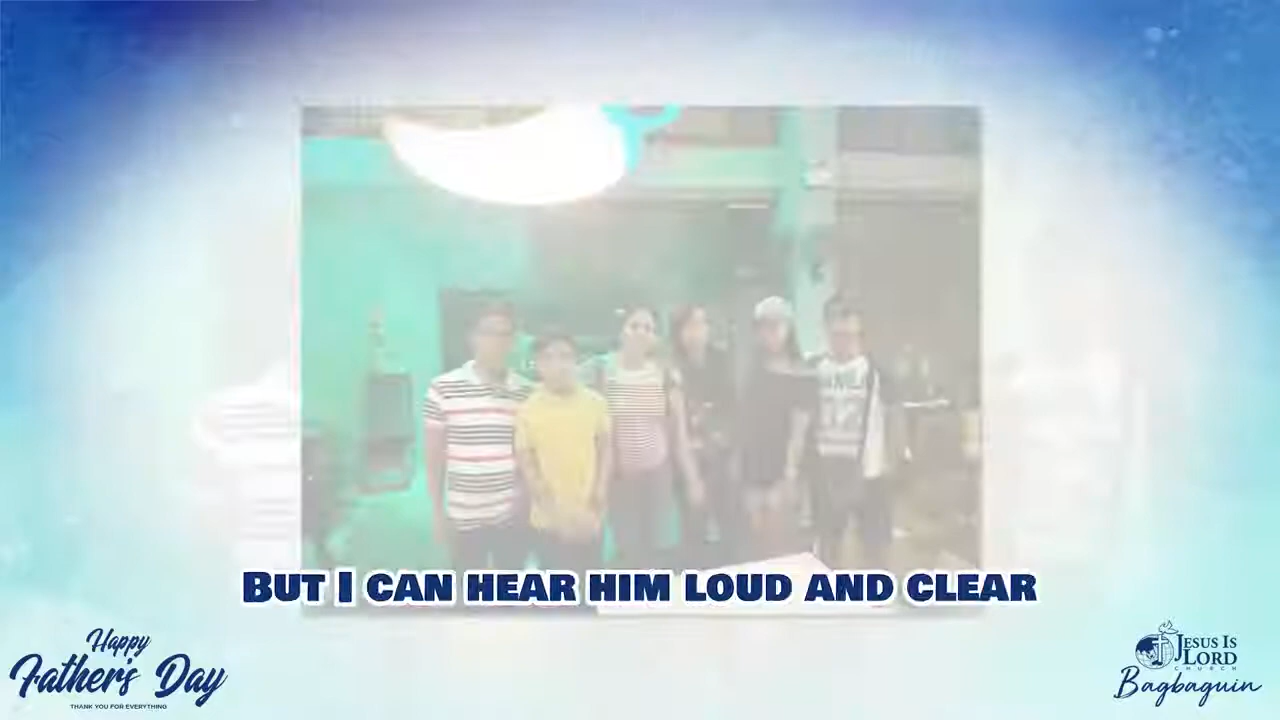 BUT I CAN HEAR HIM LOUD AND CLEAR
Happy
Father's Day
THANK YOU FOR EVERYTHING
JESUS IS
LORD
CHURCH
Bagbaguin